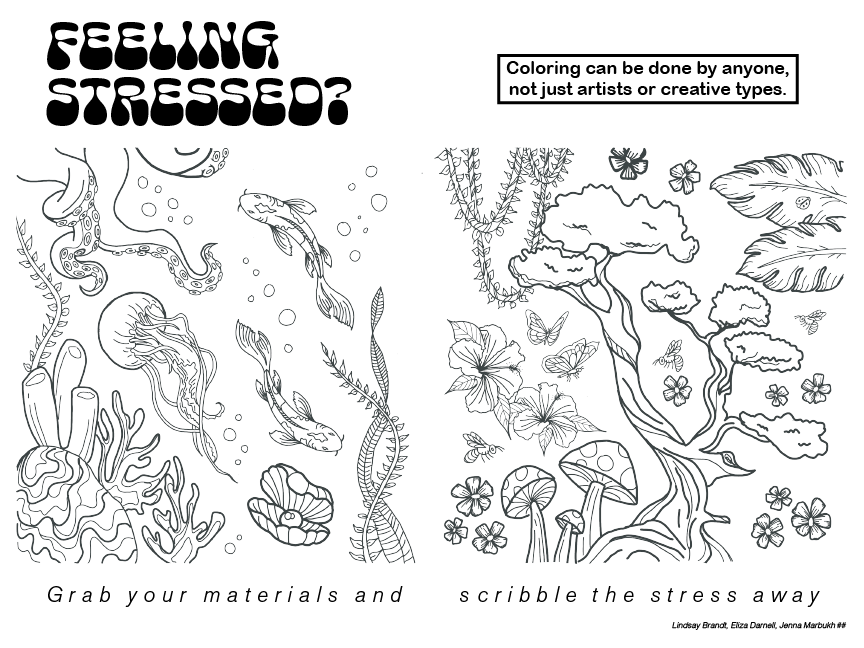 FEELING
STRESSED?
Coloring can be done by anyone,
not just artists or creative types.
Grab your materials and scribble the stress away
Lindsay Brandt, Eliza Darnell, Jenna Marbukh ##